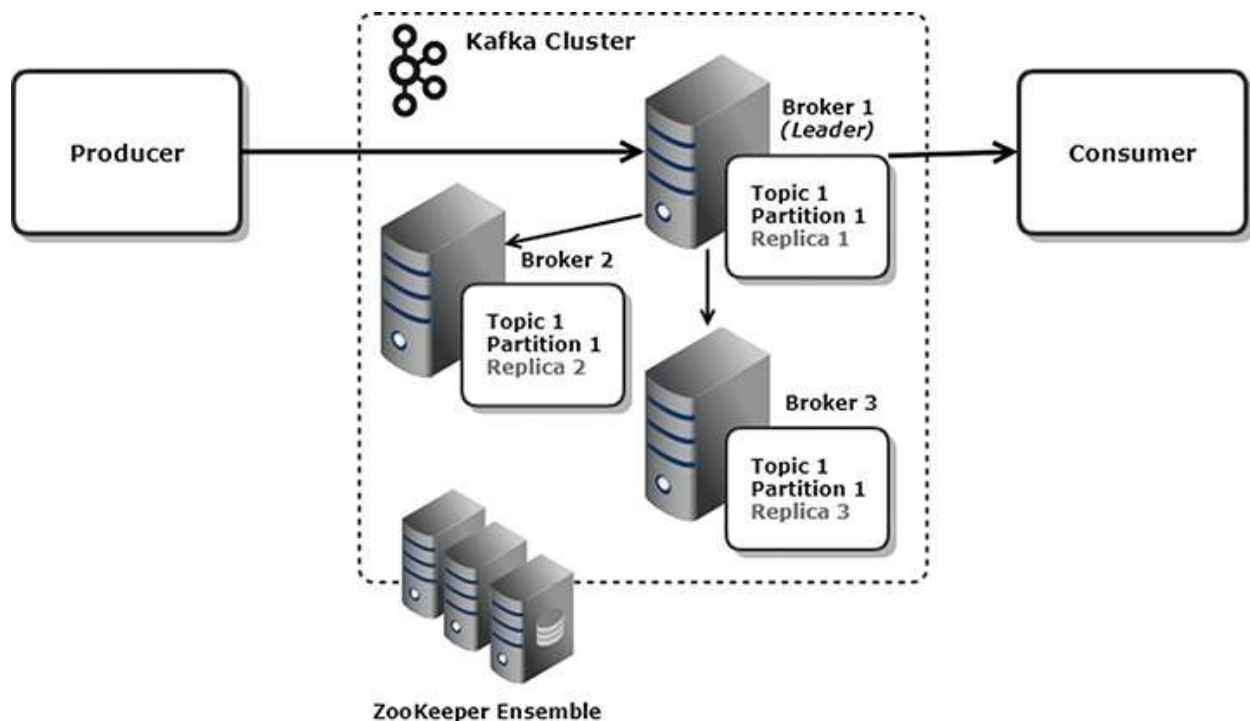 Kafka Cluster
Producer
Broker 1
(Leader)
Consumer
Topic 1
Partition 1
Replica 1
Broker 2
Topic 1
Partition 1
Replica 2
Broker 3
Topic 1
Partition 1
Replica 3
ZooKeeper Ensemble